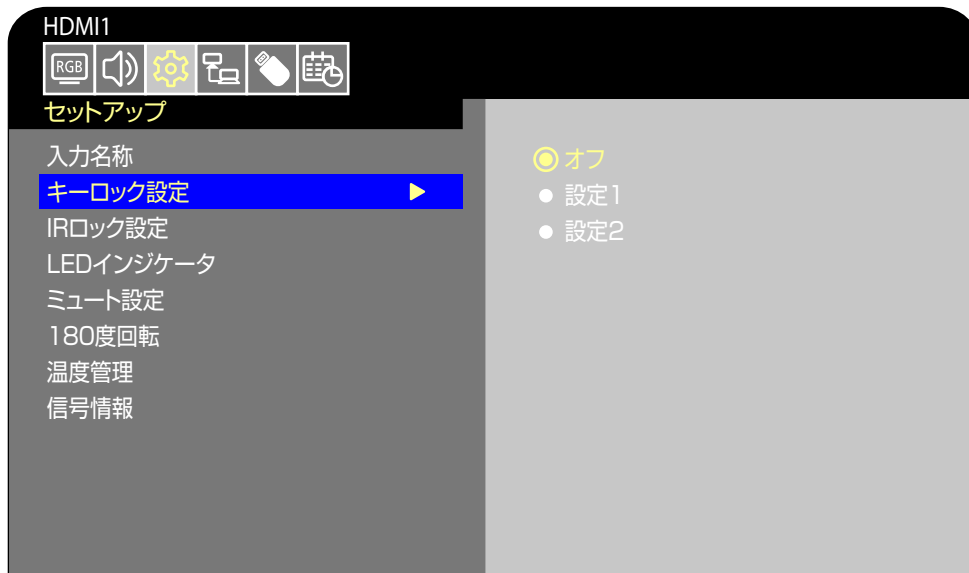 HDMI1
RGB
セットアップ
入力名称
キーロック設定
IRロック設定
LEDインジケータ
ミュート設定
180度回転
温度管理
信号情報
オフ
設定1
設定2